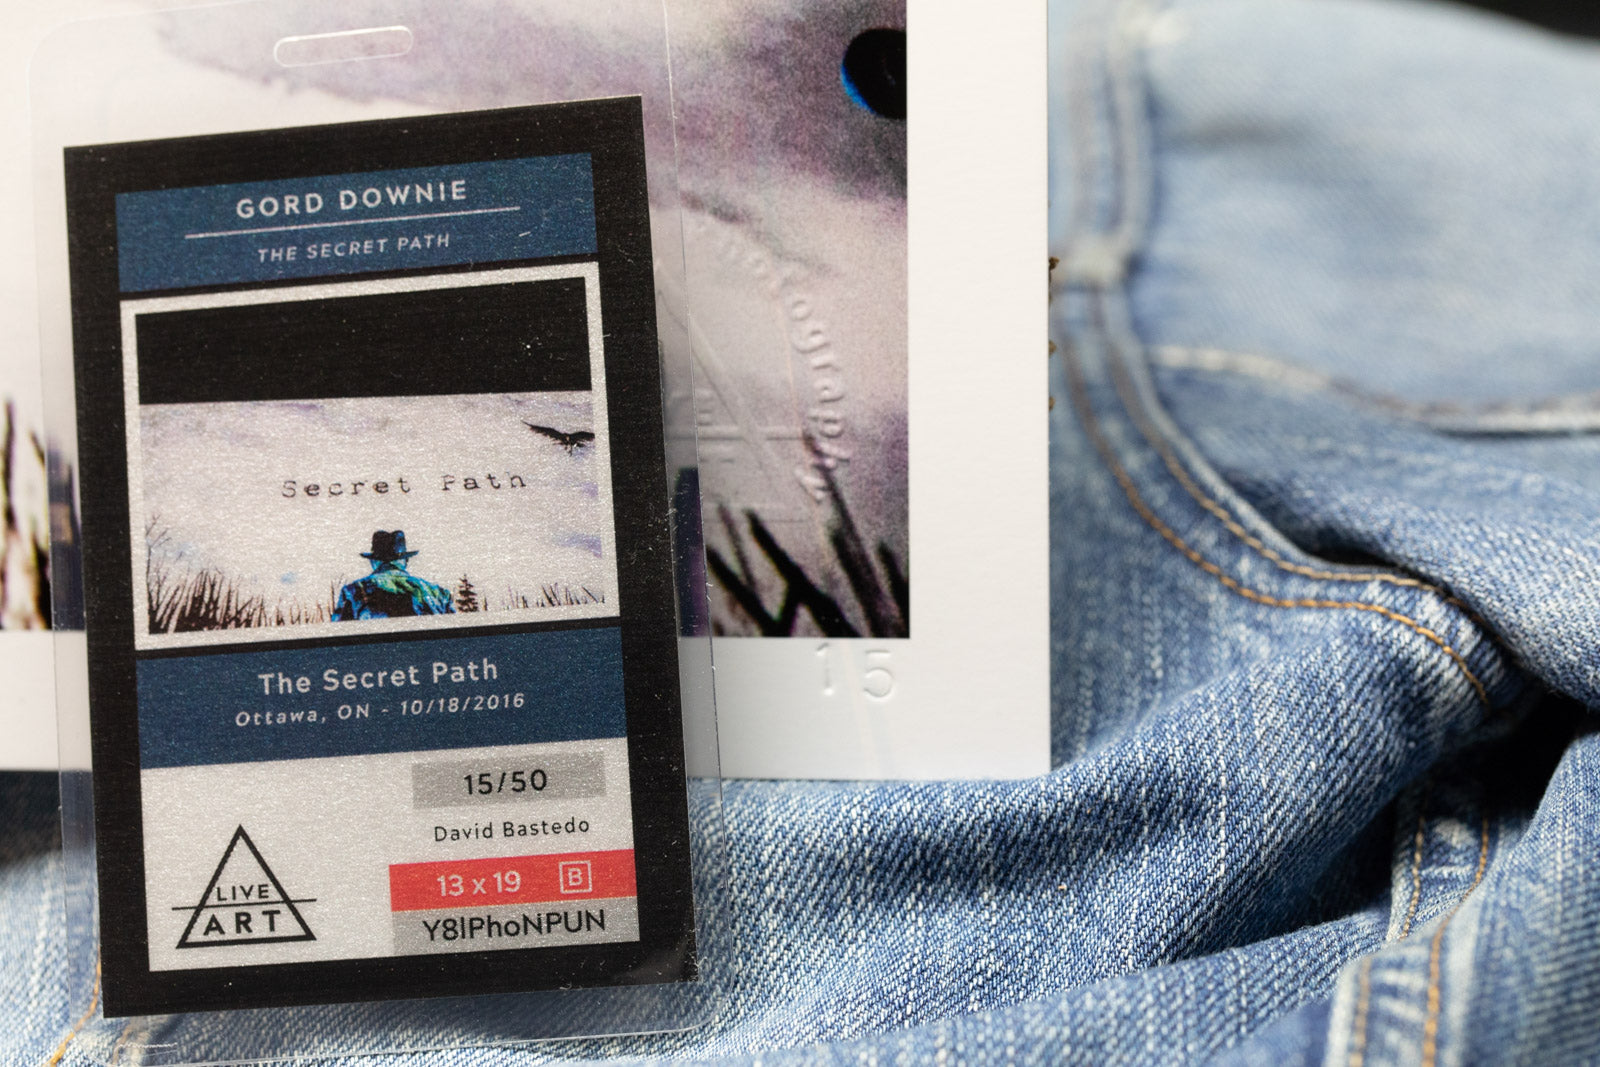 GORD DOWNIE
THE SECRET PATH
Secret Path
The Secret Path
Ottawa, ON - 10/18/2016
15/50
David Bastedo
13 x 19 B
Y8lPhoNPUN
LIVE
ART
15